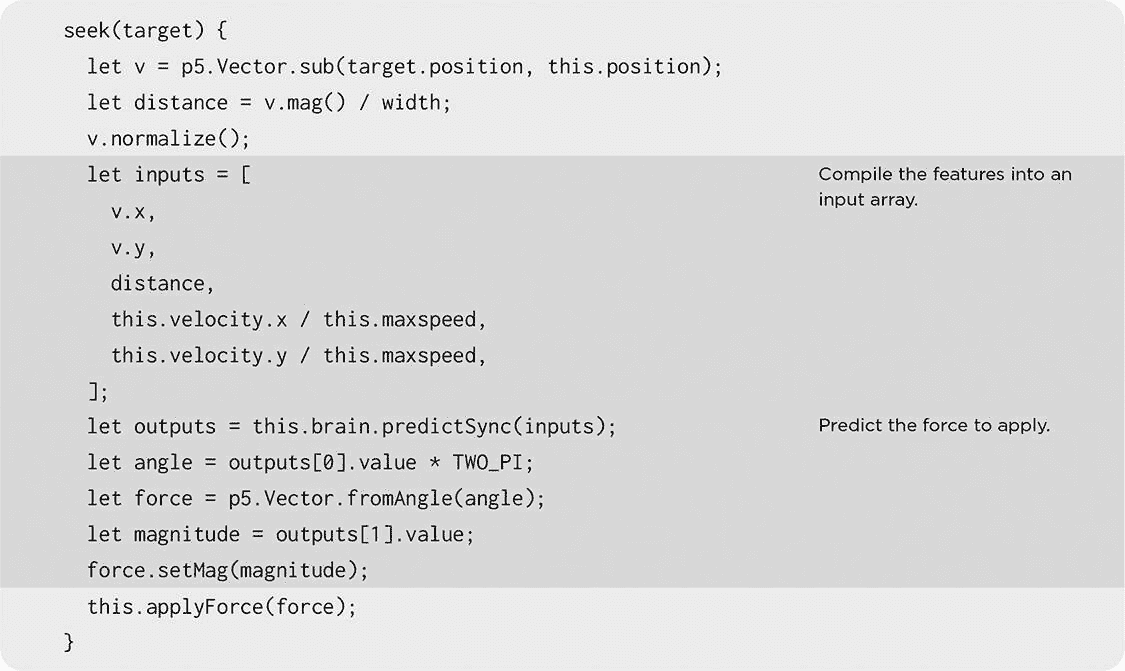 seek(target) {
let v = p5.Vector.sub(target.position, this.position);
let distance = v.mag() / width;
v.normalize();
let inputs = [
Compile the features into an
input array.
v.x,
v.y,
distance,
this.velocity.x / this.maxspeed,
this.velocity.y / this.maxspeed,
];
let outputs = this.brain.predictSync(inputs);
Predict the force to apply.
let angle = outputs[0].value * TWO_PI;
let force = p5.Vector.fromAngle(angle);
let magnitude = outputs[1].value;
force.setMag(magnitude);
this.applyForce(force);
}